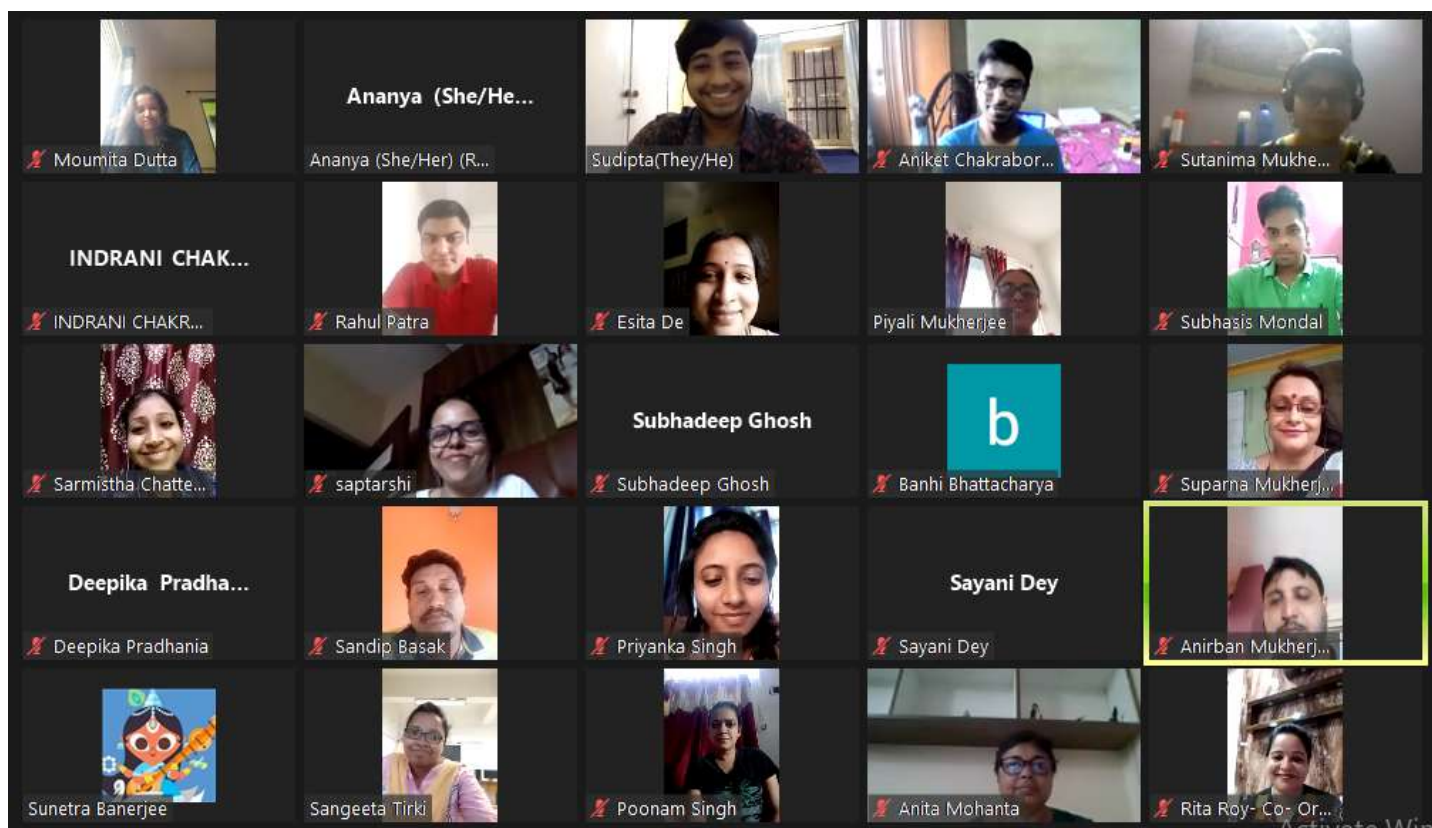 Moumita Dutta
Ananya (She/He...
Ananya (She/Her) (R...
Sudipta(They/He)
Aniket Chakrabor...
Sutanima Mukhe...
INDRANI CHAK...
INDRANI CHAKR...
Rahul Patra
Esita De
Piyali Mukherjee
Subhasis Mondal
Sarmistha Chatte...
saptarshi
Subhadeep Ghosh
Subhadeep Ghosh
b
Banhi Bhattacharya
Suparna Mukherj...
Deepika Pradha...
Deepika Pradhania
Sandip Basak
Priyanka Singh
Sayani Dey
Sayani Dey
Anirban Mukherj...
Sunetra Banerjee
Sangeeta Tirki
Poonam Singh
Anita Mohanta
Rita Roy- Co- Or...
Activate Win